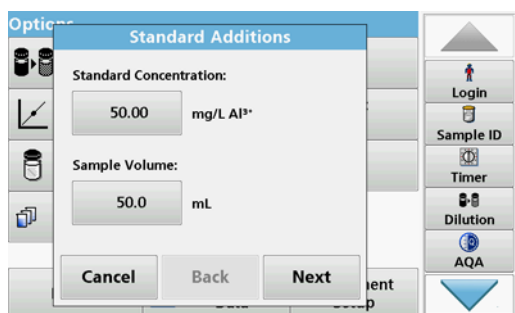 Options
Standard Additions
Standard Concentration:
50.00 mg/L Al³⁺
Sample Volume:
50.0 mL
Cancel Back Next
Login
Sample ID
Timer
Dilution
AQA